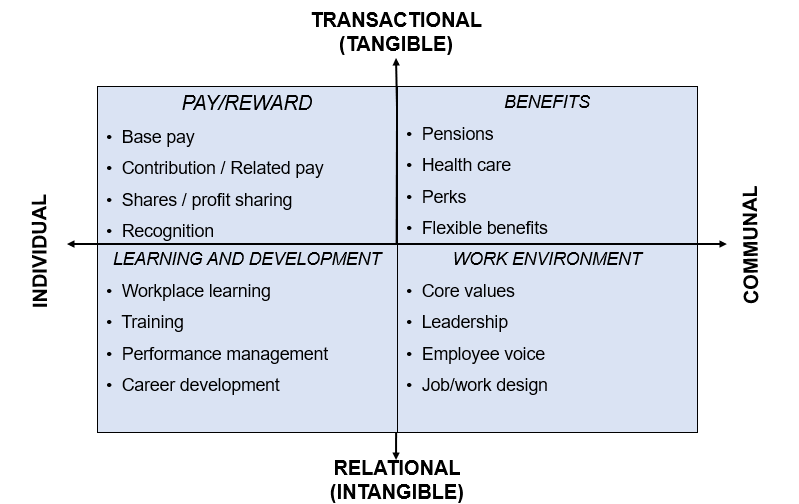 TRANSACTIONAL
(TANGIBLE)
PAY/REWARD
• Base pay
• Contribution / Related pay
• Shares / profit sharing
• Recognition
BENEFITS
• Pensions
• Health care
• Perks
• Flexible benefits
INDIVIDUAL
COMMUNAL
LEARNING AND DEVELOPMENT
• Workplace learning
• Training
• Performance management
• Career development
WORK ENVIRONMENT
• Core values
• Leadership
• Employee voice
• Job/work design
RELATIONAL
(INTANGIBLE)